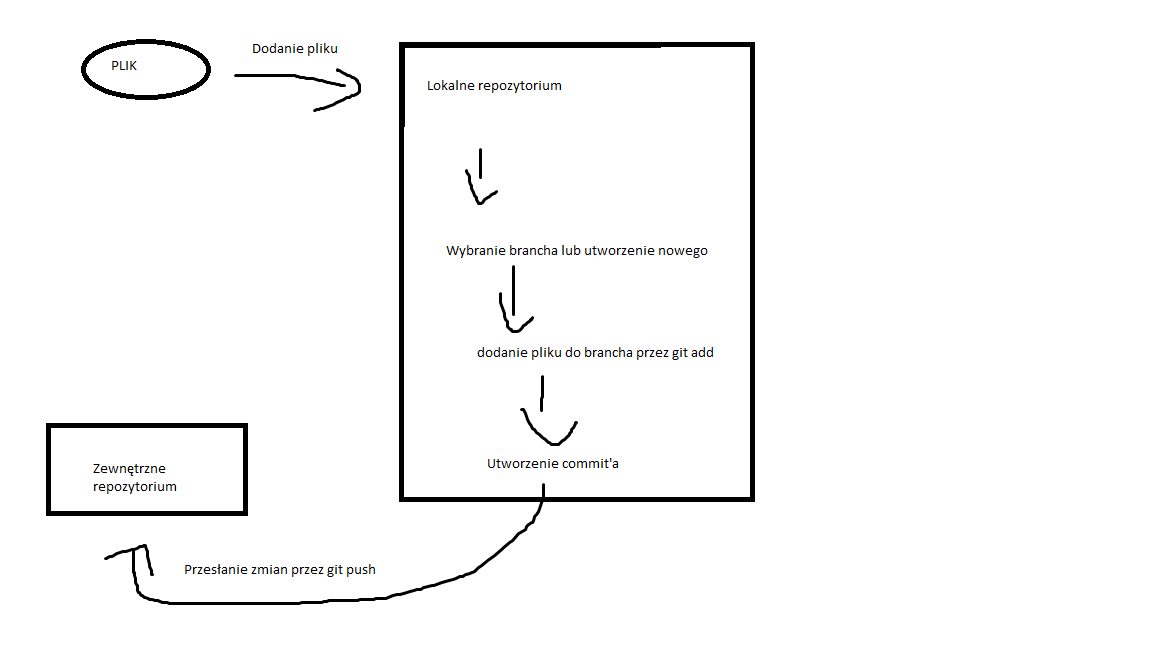 PLIK
Dodanie pliku
Lokalne repozytorium
Wybranie brancha lub utworzenie nowego
dodanie pliku do brancha przez git add
Utworzenie commit'a
Zewnętrzne
repozytorium
Przesłanie zmian przez git push